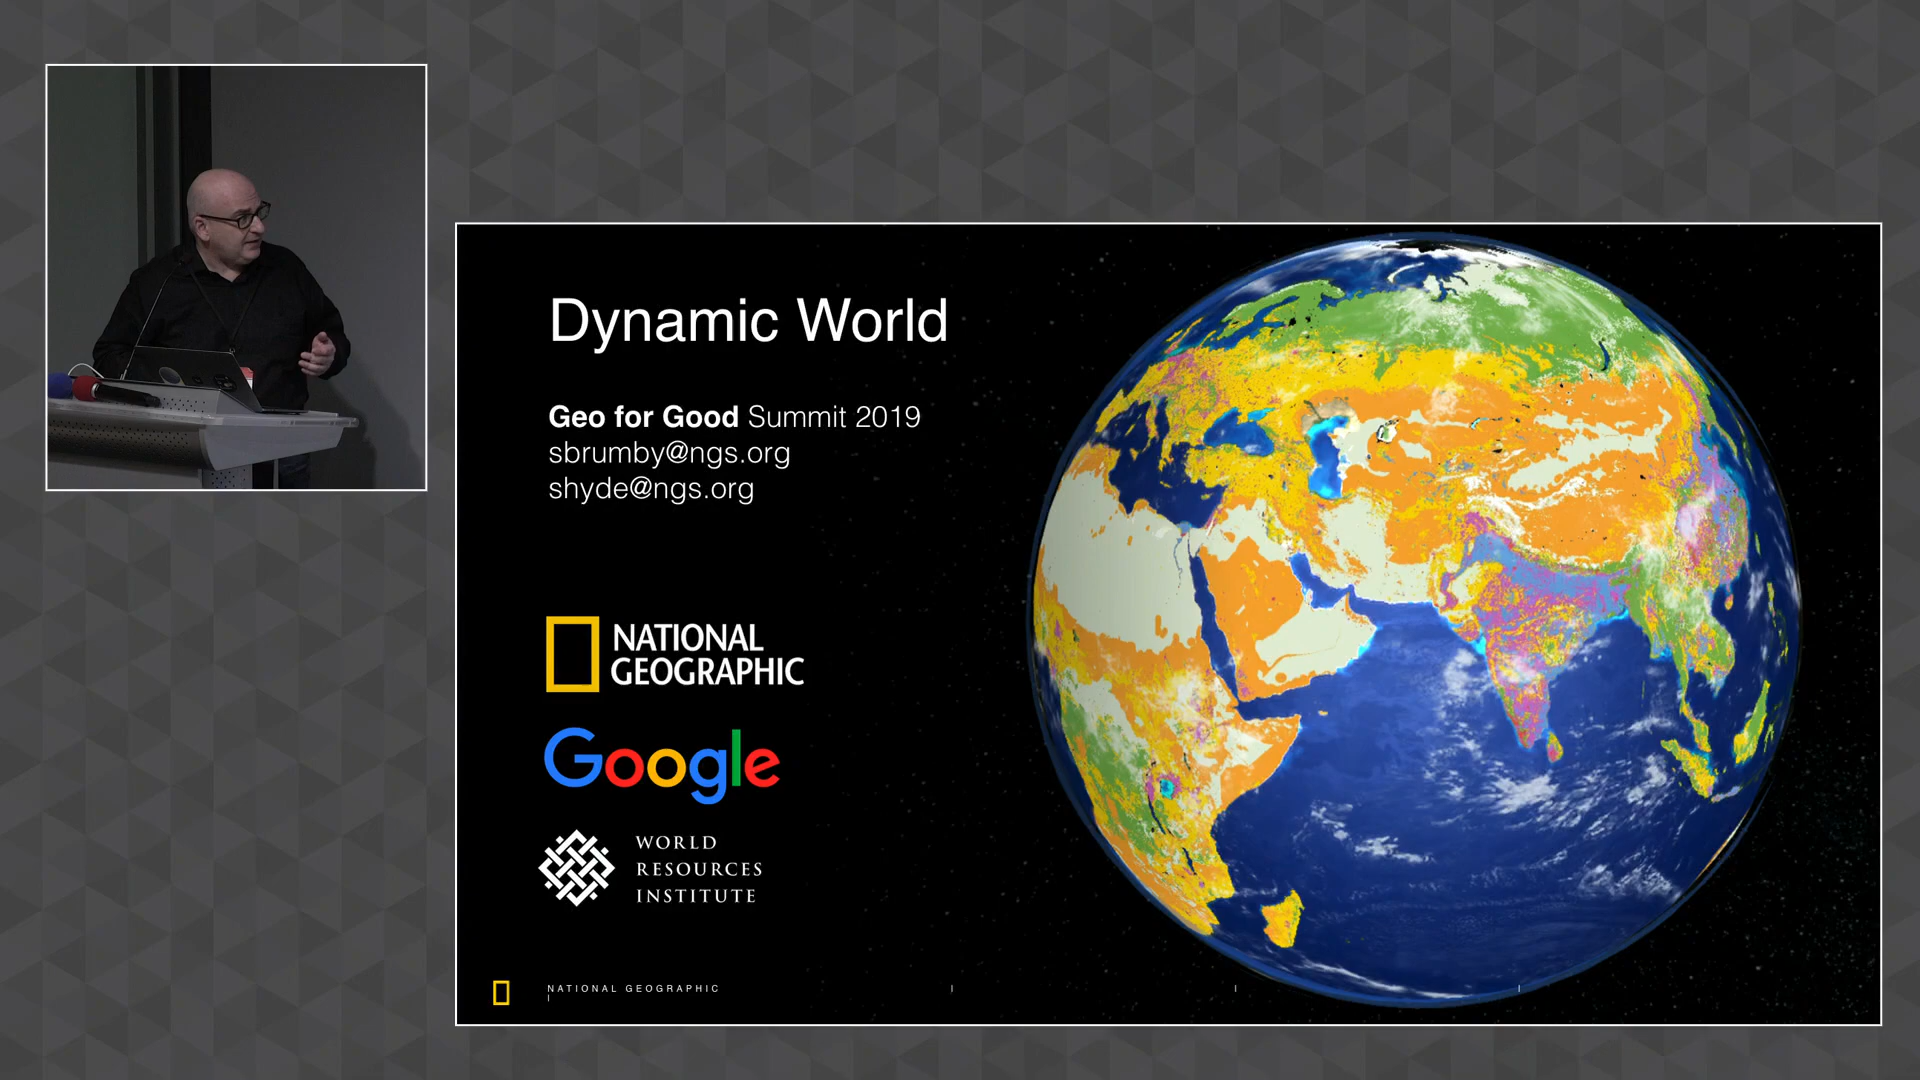 Dynamic World
Geo for Good Summit 2019
sbrumby@ngs.org
shyde@ngs.org
NATIONAL
GEOGRAPHIC
Google
WORLD
RESOURCES
INSTITUTE
NATIONAL GEOGRAPHIC